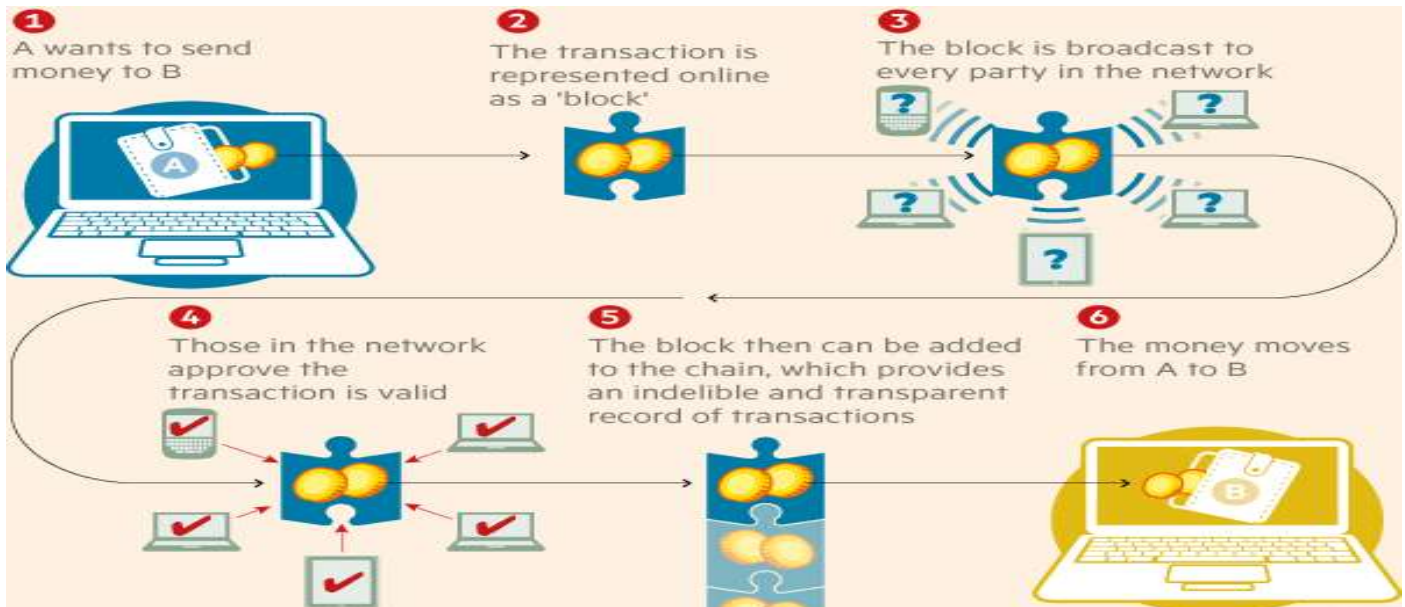 1
A wants to send
money to B
A
2
The transaction is
represented online
as a 'block'
3
The block is broadcast to
every party in the network
?
?
?
?
?
4
Those in the network
approve the
transaction is valid
5
The block then can be added
to the chain, which provides
an indelible and transparent
record of transactions
6
The money moves
from A to B
B